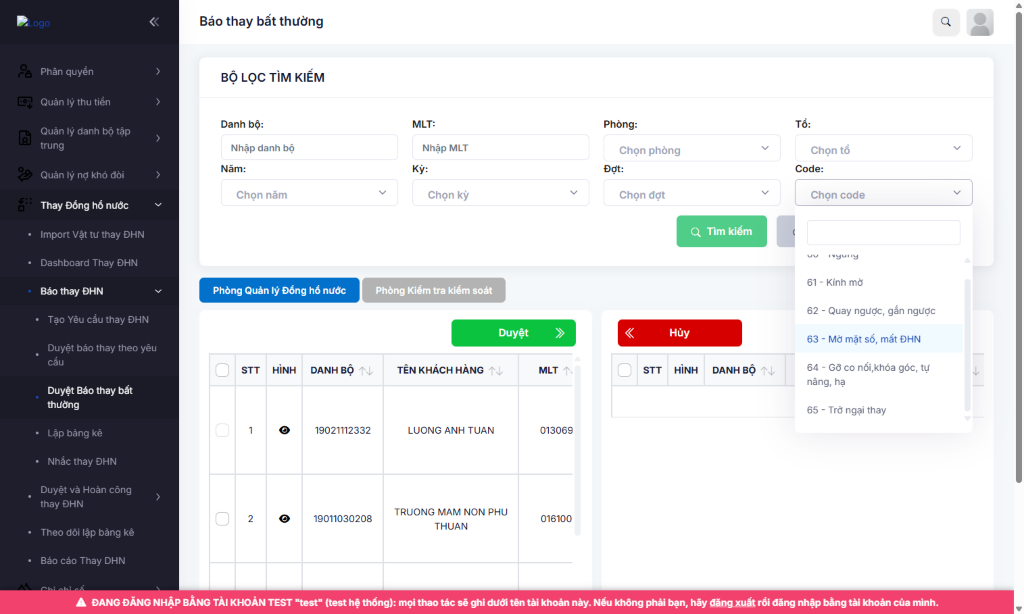 Logo
Báo thay bất thường
Phân quyền
Quản lý thu tiền
Quản lý danh bộ tập
trung
Quản lý nợ khó đòi
Thay Đồng hồ nước
Import Vật tư thay ĐHN
Dashboard Thay ĐHN
Báo thay ĐHN
Tạo Yêu cầu thay ĐHN
Duyệt báo thay theo yêu
cầu
Duyệt Báo thay bất
thường
Lập bảng kê
Nhắc thay ĐHN
Duyệt và Hoàn công
thay ĐHN
Theo dõi lập bảng kê
Báo cáo Thay DHN
Ghi chỉ số
BỘ LỌC TÌM KIẾM
Danh bộ:
MLT:
Phòng:
Tổ:
Nhập danh bộ
Nhập MLT
Chọn phòng
Chọn tổ
Năm:
Kỳ:
Đợt:
Code:
Chọn năm
Chọn kỳ
Chọn đợt
Chọn code
Tìm kiếm
60 - Ngưng
61 - Kính mờ
62 - Quay ngược, gắn ngược
63 - Mờ mặt số, mất ĐHN
64 - Gỡ co nối,khóa góc, tự
nâng, hạ
65 - Trở ngại thay
Phòng Quản lý Đồng hồ nước
Phòng Kiểm tra kiểm soát
Duyệt
Hủy
STT HÌNH DANH BỘ TÊN KHÁCH HÀNG MLT
STT HÌNH DANH BỘ
1 19021112332 LUONG ANH TUAN 013069
2 19011030208 TRUONG MAM NON PHU
THUAN 016100
ĐANG ĐĂNG NHẬP BẰNG TÀI KHOẢN TEST "test" (test hệ thống): mọi thao tác sẽ ghi dưới tên tài khoản này. Nếu không phải bạn, hãy đăng xuất rồi đăng nhập bằng tài khoản của mình.